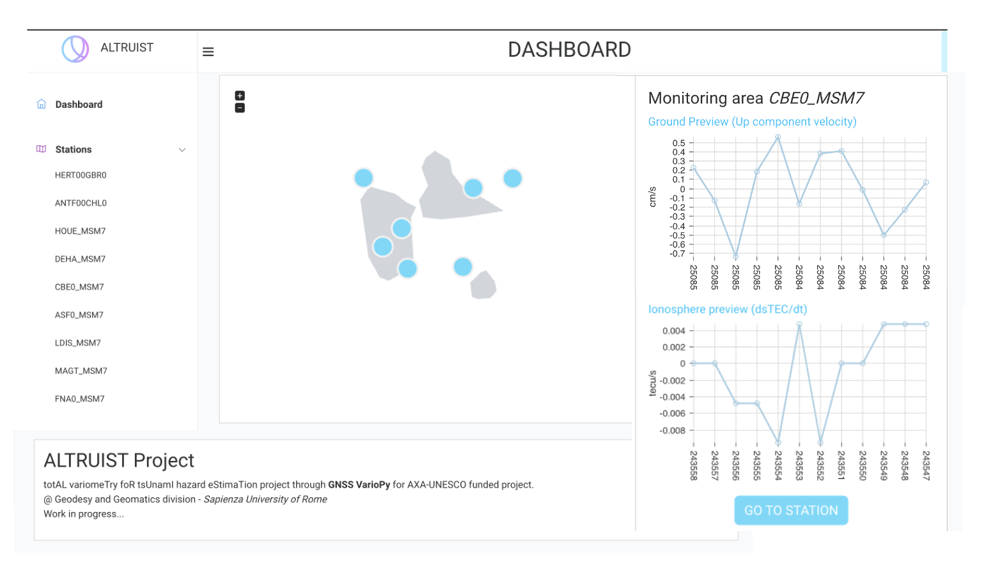 ALTRUIST
DASHBOARD
Dashboard
Stations
HERT00GBR0
ANTF00CHL0
HOUE_MSM7
DEHA_MSM7
CBE0_MSM7
ASF0_MSM7
LDIS_MSM7
MAGT_MSM7
FNA0_MSM7
+
−
Monitoring area CBE0_MSM7
Ground Preview (Up component velocity)
0.5
0.4
0.3
0.2
0.1
0
-0.1
-0.2
-0.3
-0.4
-0.5
-0.6
-0.7
cm/s
25085
25085
25085
25085
25085
25084
25084
25084
25084
25084
25084
25084
Ionosphere preview (dsTEC/dt)
0.004
0.002
0
-0.002
-0.004
-0.006
-0.008
tecu/s
243558
243557
243556
243555
243554
243553
243552
243551
243550
243549
243548
243547
GO TO STATION
ALTRUIST Project
totAL variomeTry foR tsUnamI hazard eStimaTion project through GNSS VarioPy for AXA-UNESCO funded project.
@ Geodesy and Geomatics division - Sapienza University of Rome
Work in progress...